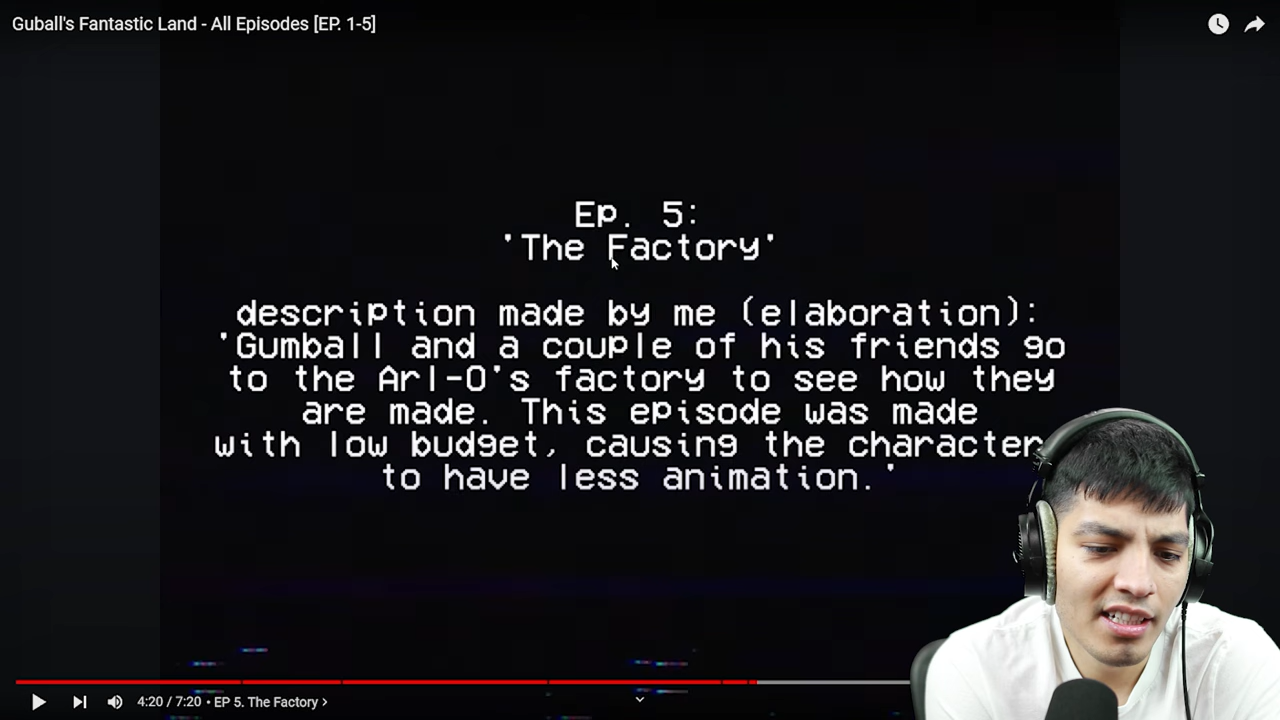 Guball's Fantastic Land - All Episodes [EP. 1-5]
Ep. 5:
'The Factory'
description made by me (elaboration):
'Gumball and a couple of his friends go
to the Arl-O's factory to see how they
are made. This episode was made
with low budget, causing the character
to have less animation.'
4:20 / 7:20 • EP 5. The Factory >